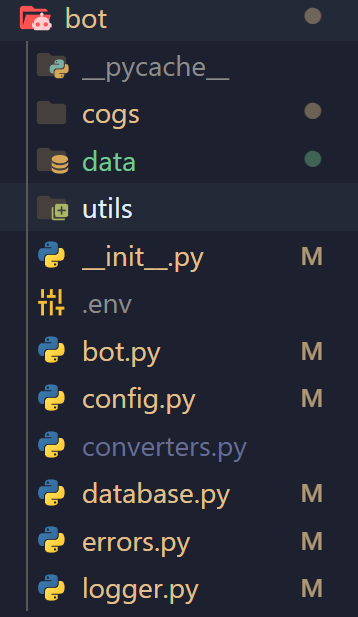 bot
__pycache__
cogs
data
utils
__init__.py M
.env
bot.py M
config.py M
converters.py
database.py M
errors.py M
logger.py M